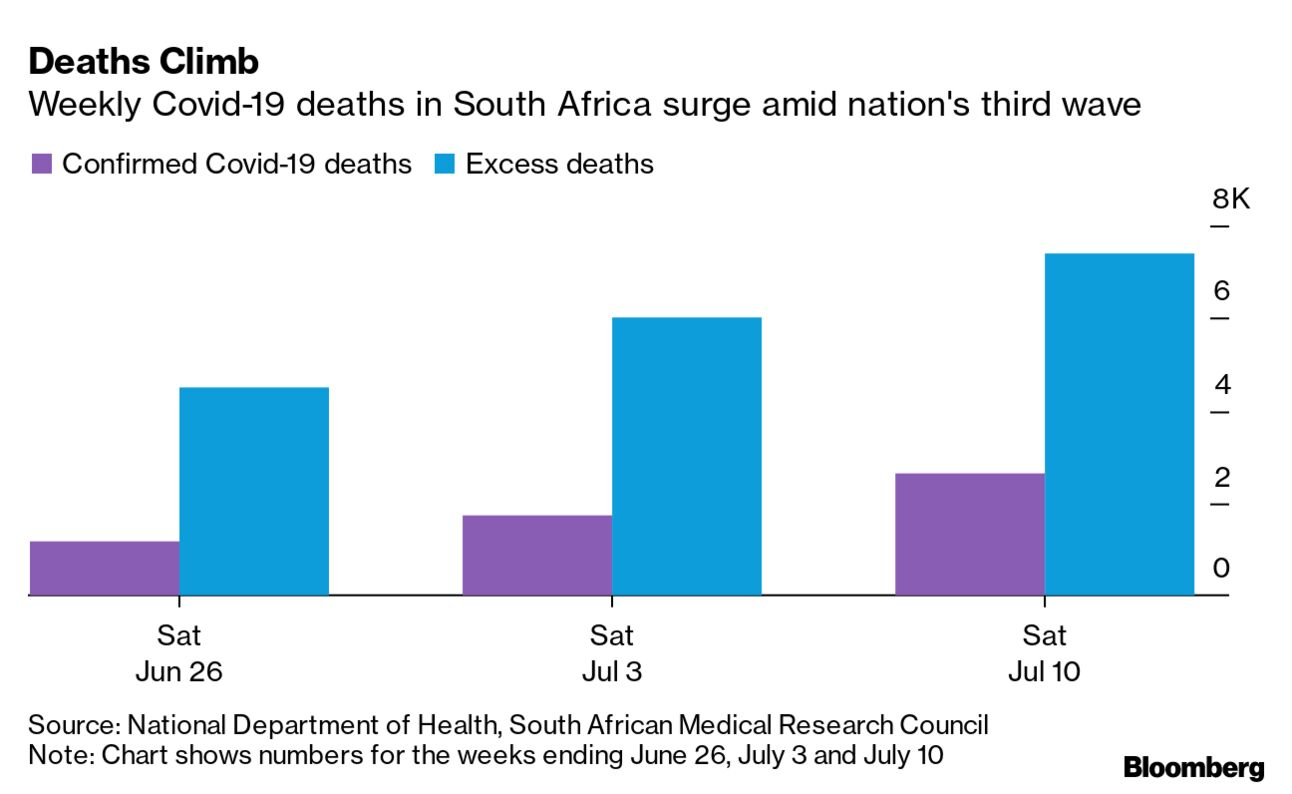 Deaths Climb
Weekly Covid-19 deaths in South Africa surge amid nation's third wave
Confirmed Covid-19 deaths Excess deaths
8K
6
4
2
0
Sat Sat Sat
Jun 26 Jul 3 Jul 10
Source: National Department of Health, South African Medical Research Council
Note: Chart shows numbers for the weeks ending June 26, July 3 and July 10
Bloomberg